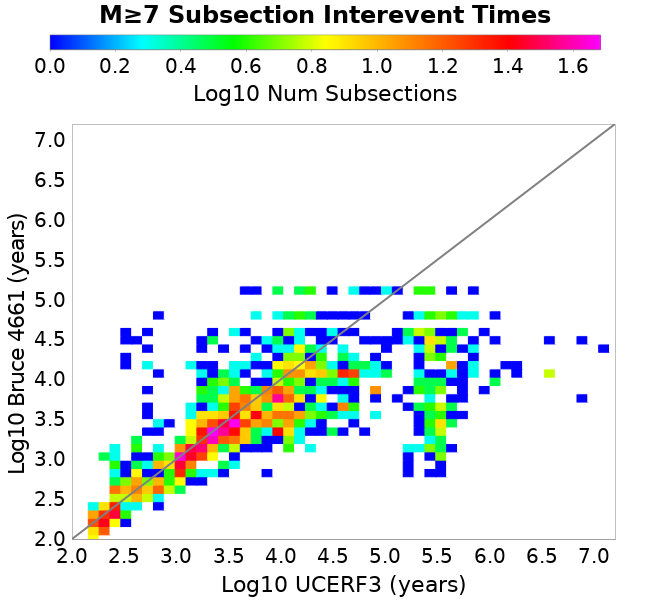 M≥7 Subsection Interevent Times
0.0 0.2 0.4 0.6 0.8 1.0 1.2 1.4 1.6
Log10 Num Subsections
7.0
6.5
6.0
5.5
5.0
4.5
4.0
3.5
3.0
2.5
2.0
Log10 Bruce 4661 (years)
2.0 2.5 3.0 3.5 4.0 4.5 5.0 5.5 6.0 6.5 7.0
Log10 UCERF3 (years)